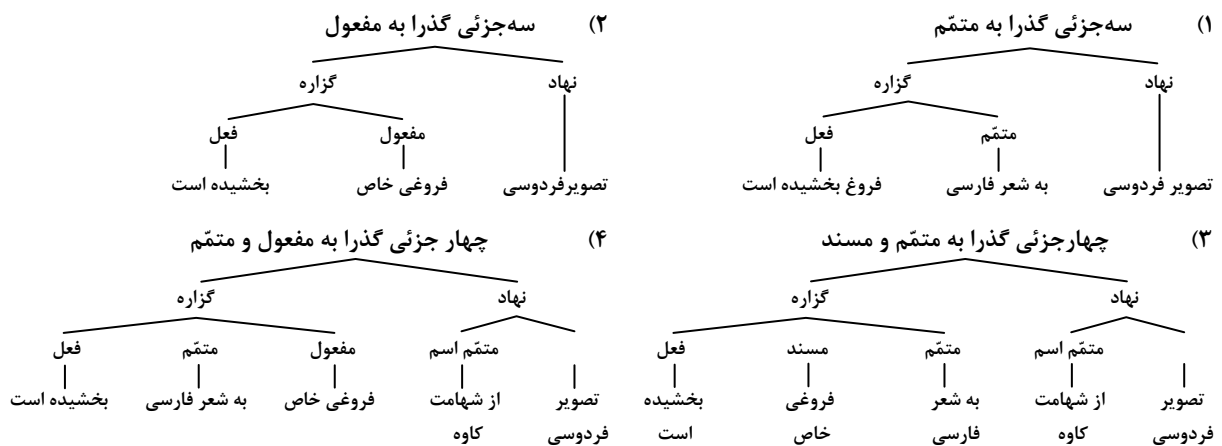 ۱) سه‌جزئی گذرا به متمّم
نهاد گزاره
متمّم فعل
تصویر فردوسی به شعر فارسی فروغ بخشیده است
۲) سه‌جزئی گذرا به مفعول
نهاد گزاره
مفعول فعل
تصویرفردوسی فروغی خاص بخشیده است
۳) چهارجزئی گذرا به متمّم و مسند
نهاد گزاره
متمّم اسم متمّم مسند فعل
تصویر از شهامت به شعر فروغی بخشیده
فردوسی کاوه فارسی خاص است
۴) چهار جزئی گذرا به مفعول و متمّم
نهاد گزاره
متمّم اسم مفعول متمّم فعل
تصویر از شهامت فروغی خاص به شعر فارسی بخشیده است
فردوسی کاوه